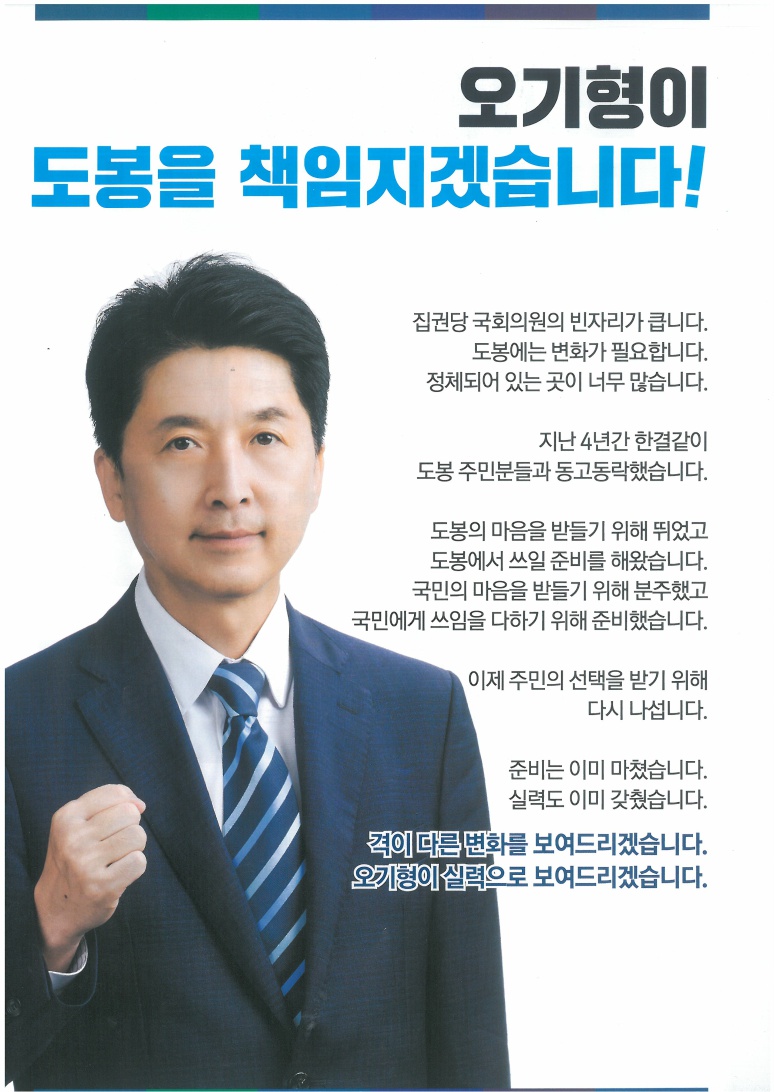 오기형이
도봉을 책임지겠습니다!
집권당 국회의원의 빈자리가 큽니다.
도봉에는 변화가 필요합니다.
정체되어 있는 곳이 너무 많습니다.
지난 4년간 한결같이
도봉 주민분들과 동고동락했습니다.
도봉의 마음을 받들기 위해 뛰었고
도봉에서 쓰일 준비를 해왔습니다.
국민의 마음을 받들기 위해 분주했고
국민에게 쓰임을 다하기 위해 준비했습니다.
이제 주민의 선택을 받기 위해
다시 나섭니다.
준비는 이미 마쳤습니다.
실력도 이미 갖췄습니다.
격이 다른 변화를 보여드리겠습니다.
오기형이 실력으로 보여드리겠습니다.